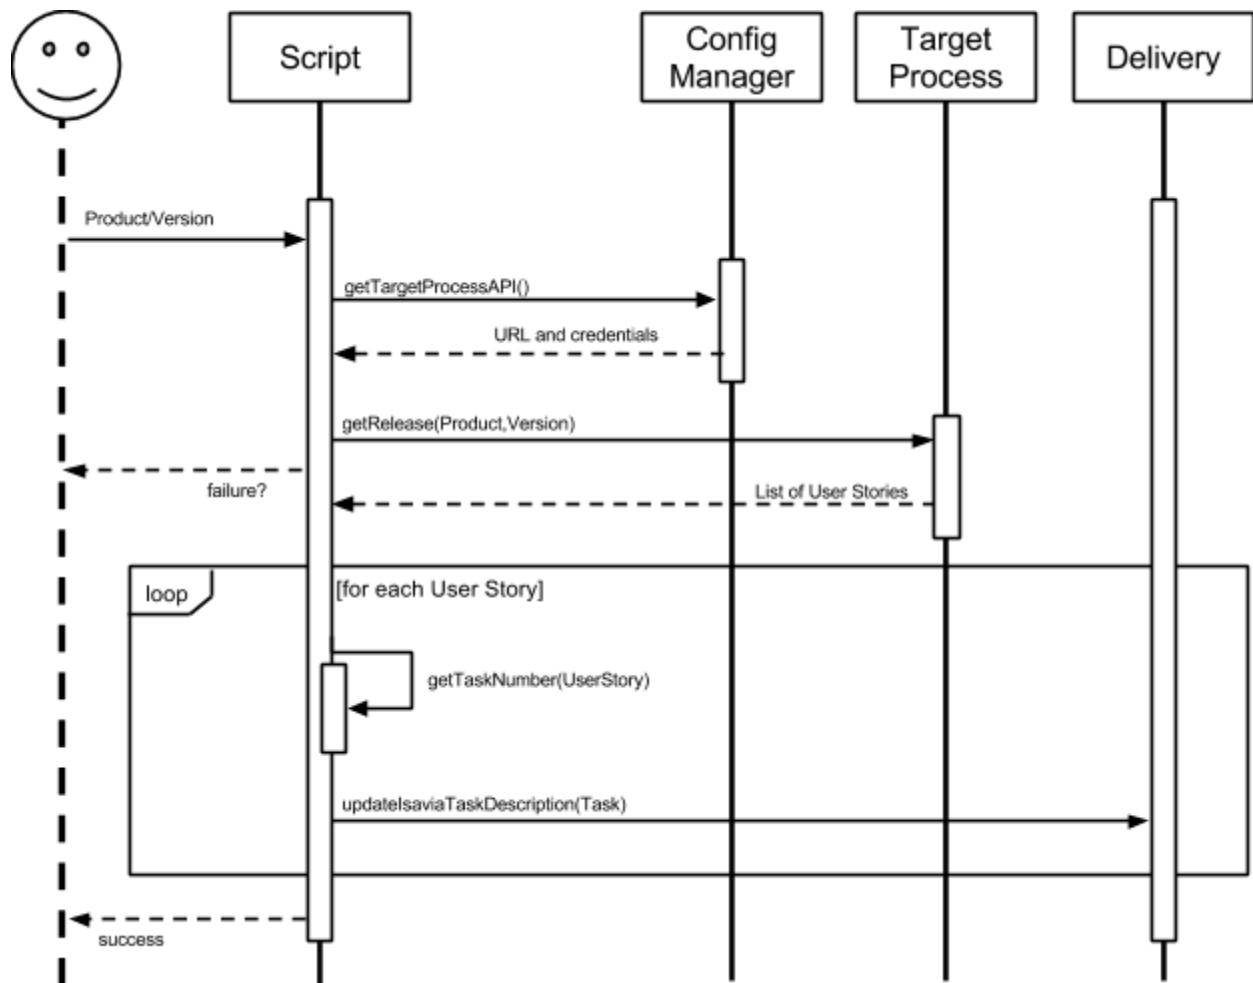 Script
Config
Manager
Target
Process
Delivery
Product/Version
getTargetProcessAPI()
URL and credentials
getRelease(Product,Version)
failure?
List of User Stories
loop
[for each User Story]
getTaskNumber(UserStory)
updateIsaviaTaskDescription(Task)
success